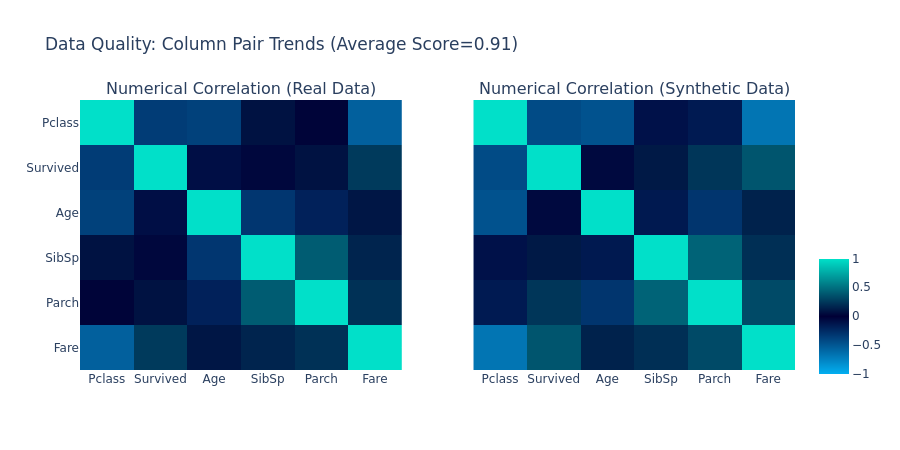 Data Quality: Column Pair Trends (Average Score=0.91)
Numerical Correlation (Real Data)
Numerical Correlation (Synthetic Data)
Pclass
Survived
Age
SibSp
Parch
Fare
Pclass Survived Age SibSp Parch Fare
Pclass Survived Age SibSp Parch Fare
1
0.5
0
−0.5
−1